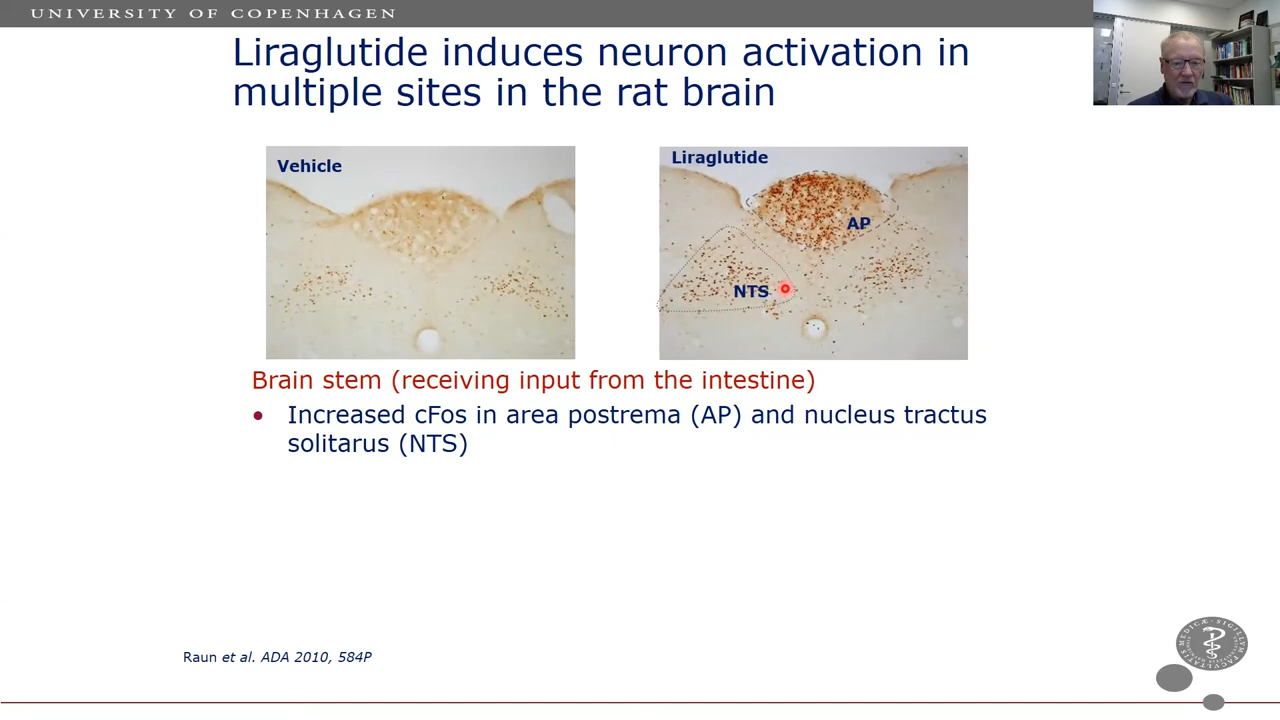 UNIVERSITY OF COPENHAGEN
Liraglutide induces neuron activation in
multiple sites in the rat brain
Vehicle
Liraglutide
AP
NTS
Brain stem (receiving input from the intestine)
• Increased cFos in area postrema (AP) and nucleus tractus
solitarus (NTS)
Raun et al. ADA 2010, 584P